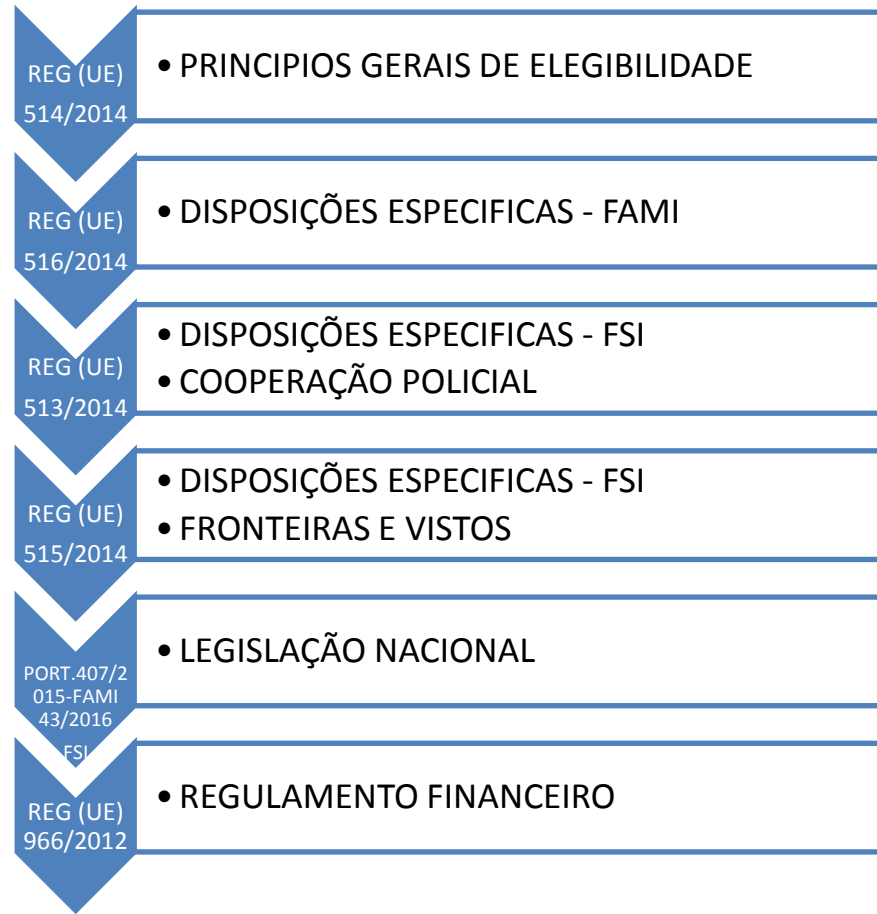 REG (UE)
514/2014
• PRINCIPIOS GERAIS DE ELEGIBILIDADE
REG (UE)
516/2014
• DISPOSIÇÕES ESPECIFICAS - FAMI
REG (UE)
513/2014
• DISPOSIÇÕES ESPECIFICAS - FSI
• COOPERAÇÃO POLICIAL
REG (UE)
515/2014
• DISPOSIÇÕES ESPECIFICAS - FSI
• FRONTEIRAS E VISTOS
PORT.407/2
015-FAMI
43/2016
FSI
• LEGISLAÇÃO NACIONAL
REG (UE)
966/2012
• REGULAMENTO FINANCEIRO